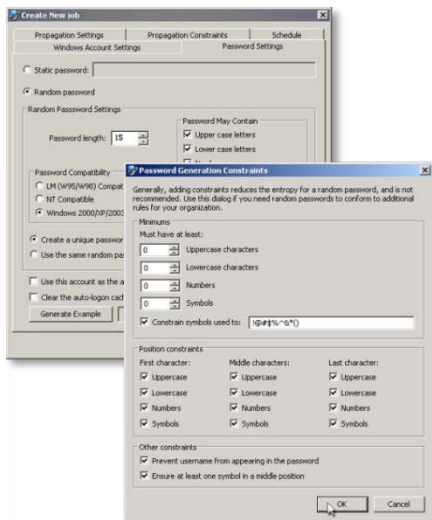 Create New job
Propagation Settings Propagation Constraints Schedule
Windows Account Settings Password Settings
Static password:
Random password
Random Passsword Settings
Password length: 15
Password May Contain
Upper case letters
Lower case letters
Password Compatibility
LM (W95/W98) Compat
NT Compatible
Windows 2000/XP/2003
Create a unique passwor
Use the same random pas
Use this account as the a
Clear the auto-logon cach
Generate Example
Password Generation Constraints
Generally, adding constraints reduces the entropy for a random password, and is not
recommended. Use this dialog if you need random passwords to conform to additional
rules for your organization.
Minimums
Must have at least:
0 Uppercase characters
0 Lowercase characters
0 Numbers
0 Symbols
Constrain symbols used to: !@#$%^&*()
Position constraints
First character: Middle characters: Last character:
Uppercase Uppercase Uppercase
Lowercase Lowercase Lowercase
Numbers Numbers Numbers
Symbols Symbols Symbols
Other constraints
Prevent username from appearing in the password
Ensure at least one symbol in a middle position
OK Cancel